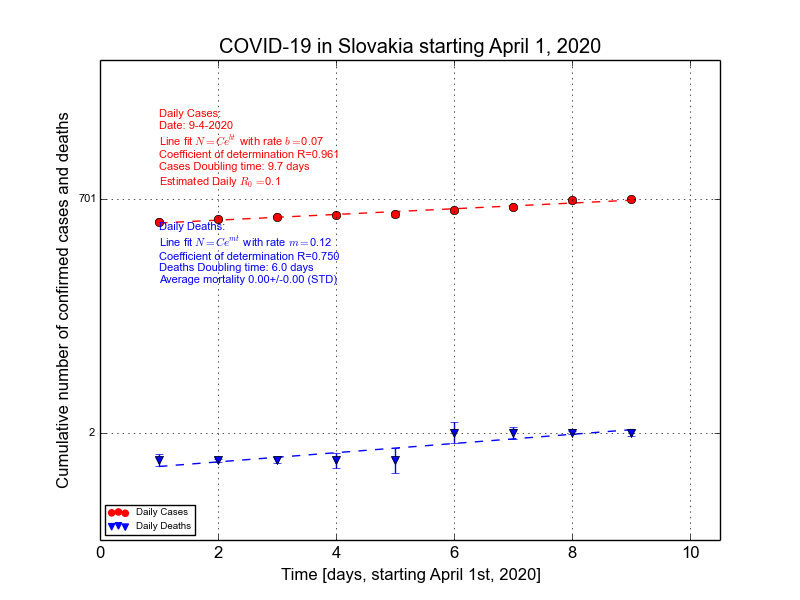 COVID-19 in Slovakia starting April 1, 2020
Cumulative number of confirmed cases and deaths
701
2
Daily Cases:
Date: 9-4-2020
Line fit N = Ce^{bt} with rate b =0.07
Coefficient of determination R=0.961
Cases Doubling time: 9.7 days
Estimated Daily R_0 =0.1
Daily Deaths:
Line fit N = Ce^{mt} with rate m =0.12
Coefficient of determination R=0.750
Deaths Doubling time: 6.0 days
Average mortality 0.00+/-0.00 (STD)
Daily Cases
Daily Deaths
0 2 4 6 8 10
Time [days, starting April 1st, 2020]